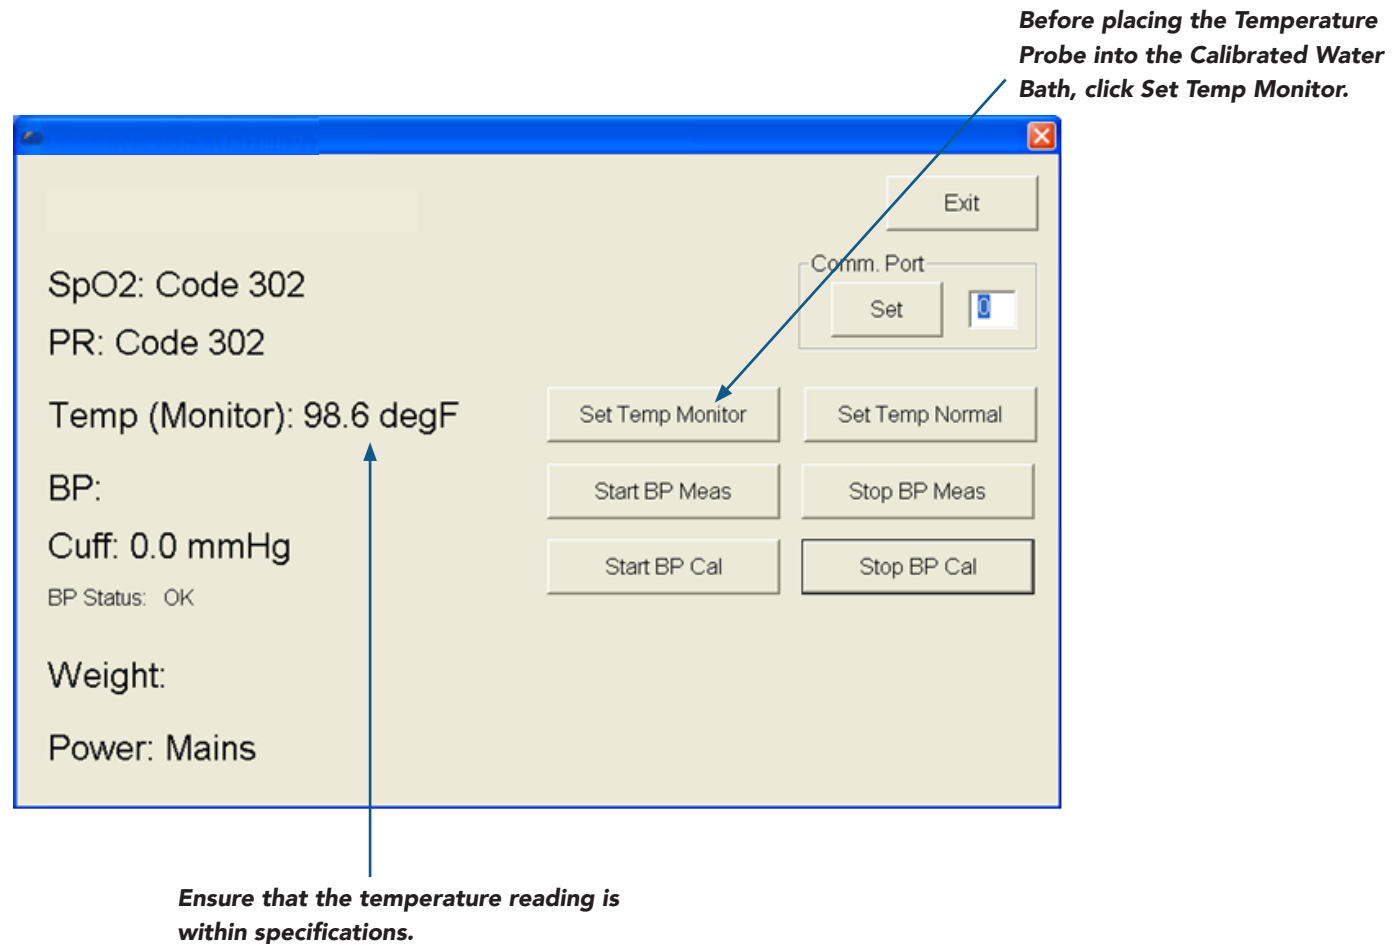 Before placing the Temperature
Probe into the Calibrated Water
Bath, click Set Temp Monitor.
Exit
Comm. Port
Set 0
SpO2: Code 302
PR: Code 302
Temp (Monitor): 98.6 degF
Set Temp Monitor Set Temp Normal
BP:
Start BP Meas Stop BP Meas
Cuff: 0.0 mmHg
Start BP Cal Stop BP Cal
BP Status: OK
Weight:
Power: Mains
Ensure that the temperature reading is
within specifications.